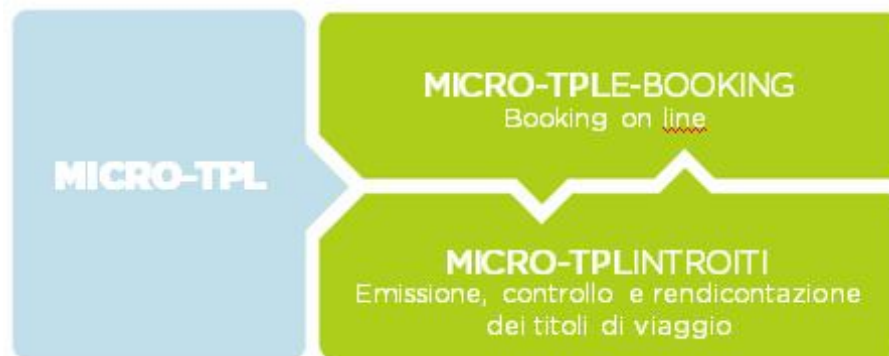 MICRO-TPL
MICRO-TPLE-BOOKING
Booking on line
MICRO-TPLINTROITI
Emissione, controllo e rendicontazione
dei titoli di viaggio